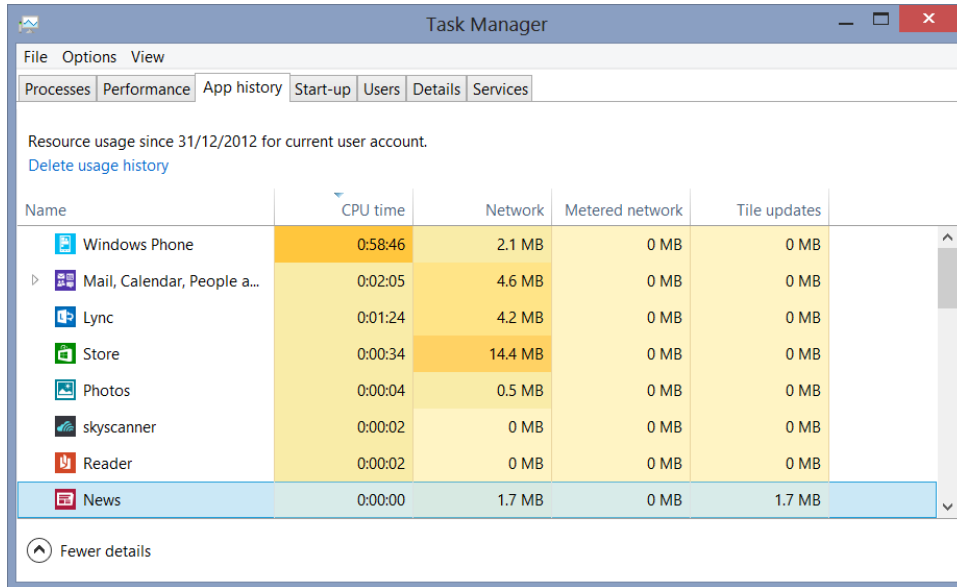 Task Manager
File Options View
Processes Performance App history Start-up Users Details Services
Resource usage since 31/12/2012 for current user account.
Delete usage history
Name CPU time Network Metered network Tile updates
Windows Phone 0:58:46 2.1 MB 0 MB 0 MB
Mail, Calendar, People a... 0:02:05 4.6 MB 0 MB 0 MB
Lync 0:01:24 4.2 MB 0 MB 0 MB
Store 0:00:34 14.4 MB 0 MB 0 MB
Photos 0:00:04 0.5 MB 0 MB 0 MB
skyscanner 0:00:02 0 MB 0 MB 0 MB
Reader 0:00:02 0 MB 0 MB 0 MB
News 0:00:00 1.7 MB 0 MB 1.7 MB
Fewer details